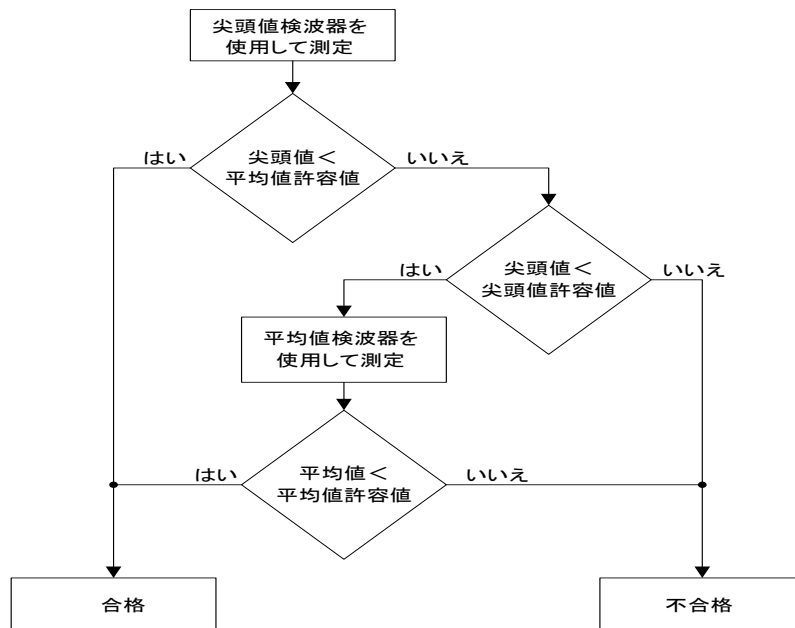 尖頭値検波器を
使用して測定
はい
尖頭値<
平均値許容値
いいえ
はい
尖頭値<
尖頭値許容値
いいえ
平均値検波器を
使用して測定
はい
平均値<
平均値許容値
いいえ
合格
不合格